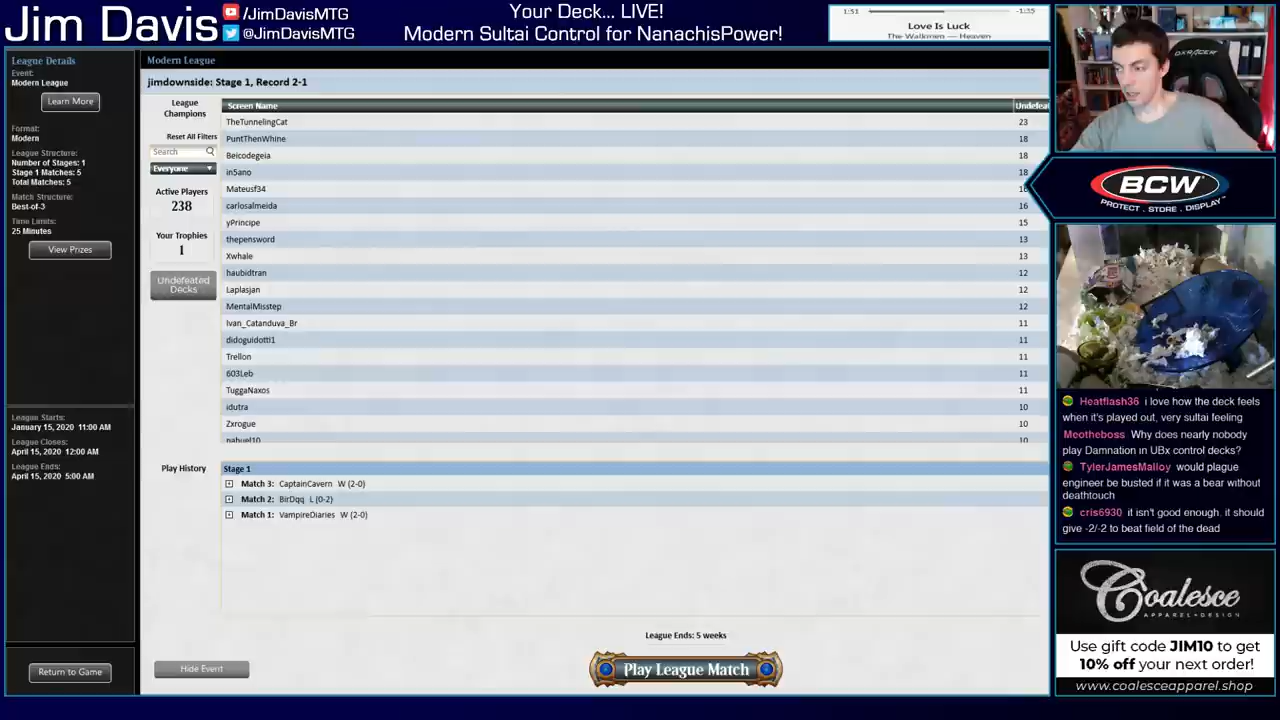 Jim Davis
/JimDavisMTG
@JimDavisMTG
Your Deck... LIVE!
Modern Sultai Control for NanachisPower!
1:51
-1:35
Love Is Luck
The Walkmen — Heaven
League Details
Event:
Modern League
Learn More
Format:
Modern
League Structure:
Number of Stages: 1
Stage 1 Matches: 5
Total Matches: 5
Match Structure:
Best-of-3
Time Limits:
25 Minutes
View Prizes
League Starts:
January 15, 2020 11:00 AM
League Closes:
April 15, 2020 12:00 AM
League Ends:
April 15, 2020 5:00 AM
Return to Game
Modern League
jimdownside: Stage 1, Record 2-1
League Champions
Reset All Filters
Search
Everyone
Active Players
238
Your Trophies
1
Undefeated Decks
Screen Name Undefeat
TheTunnelingCat 23
PuntThenWhine 18
Beicodegeia 18
in5ano 18
Mateusf34
carlosalmeida 16
yPrincipe 15
thepensword 13
Xwhale 13
haubidtran 12
Laplasjan 12
MentalMisstep 12
Ivan_Catanduva_Br 11
didoguidotti1 11
Trellon 11
603Leb 11
TuggaNaxos 11
idutra 10
Zxrogue 10
nahuel10 10
Play History
Stage 1
Match 3: CaptainCavern W (2-0)
Match 2: BirDqq L (0-2)
Match 1: VampireDiaries W (2-0)
League Ends: 5 weeks
Hide Event
Play League Match
DXRACER
BCW
PROTECT . STORE . DISPLAY
Heatflash36 i love how the deck feels
when it's played out, very sultai feeling
Meotheboss Why does nearly nobody
play Damnation in UBx control decks?
TylerJamesMalloy would plague
engineer be busted if it was a bear without
deathtouch
cris6930 it isn't good enough. it should
give -2/-2 to beat field of the dead
Coalesce
APPAREL+DESIGN
Use gift code JIM10 to get
10% off your next order!
www.coalesceapparel.shop